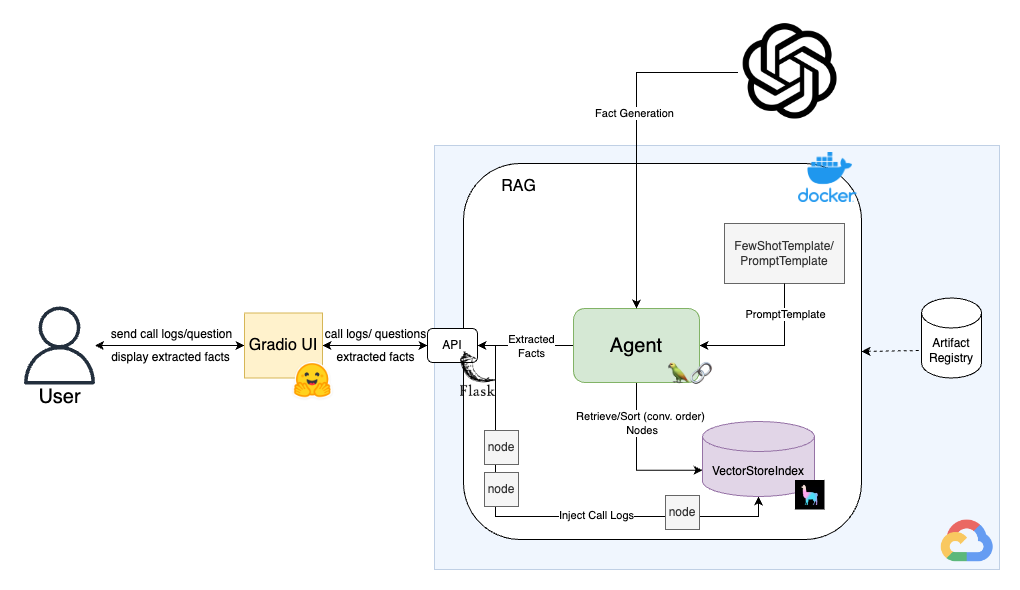 Fact Generation
RAG
docker
FewShotTemplate/
PromptTemplate
PromptTemplate
send call logs/question
display extracted facts
User
Gradio UI
call logs/ questions
extracted facts
API
Flask
Extracted
Facts
Agent
Artifact
Registry
Retrieve/Sort (conv. order)
Nodes
node
node
VectorStoreIndex
Inject Call Logs
node